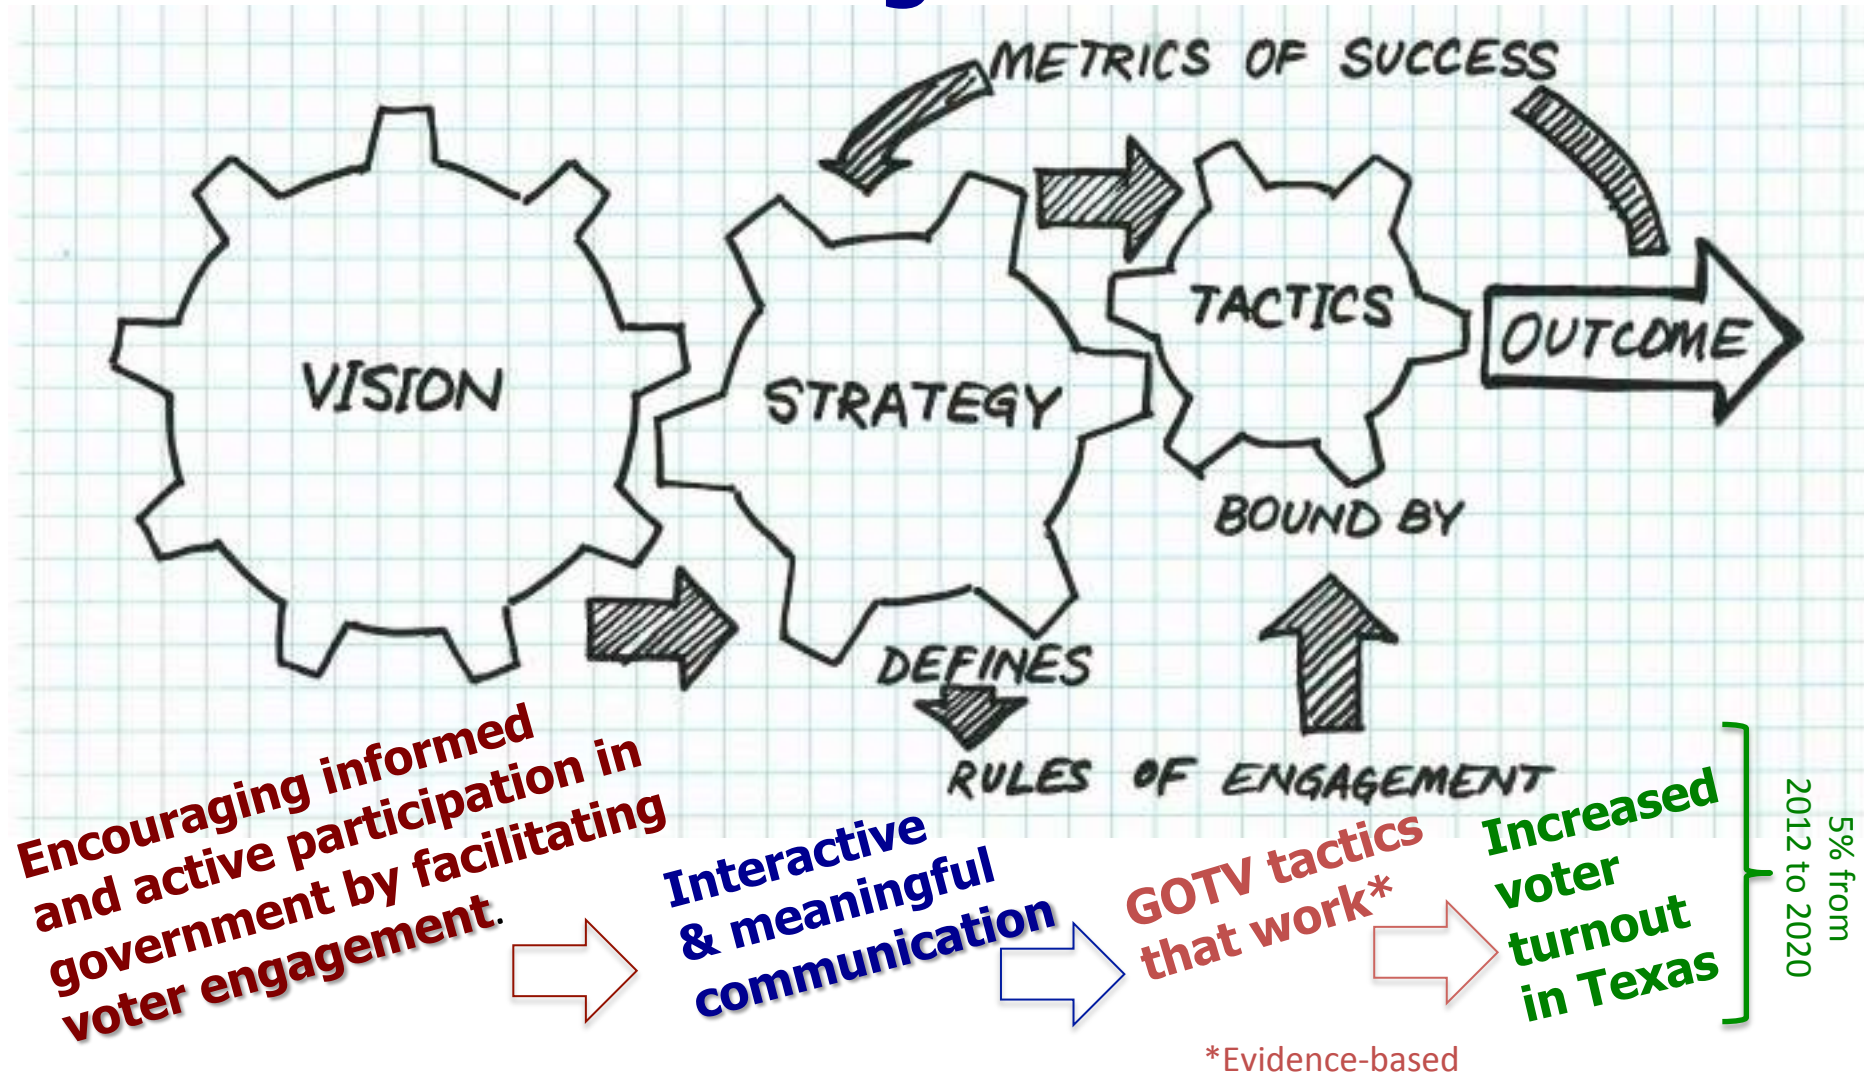 METRICS OF SUCCESS
VISION
STRATEGY
TACTICS
OUTCOME
BOUND BY
DEFINES
RULES OF ENGAGEMENT
Encouraging informed
and active participation in
government by facilitating
voter engagement.
Interactive
& meaningful
communication
GOTV tactics
that work*
Increased
voter
turnout
in Texas
5% from
2012 to 2020
*Evidence-based